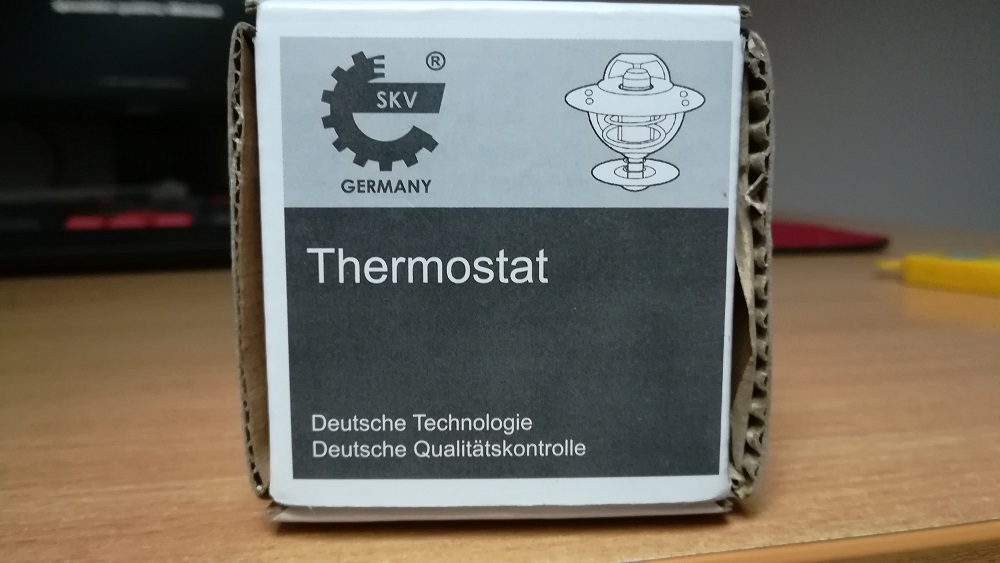 ®
SKV
GERMANY
Thermostat
Deutsche Technologie
Deutsche Qualitätskontrolle